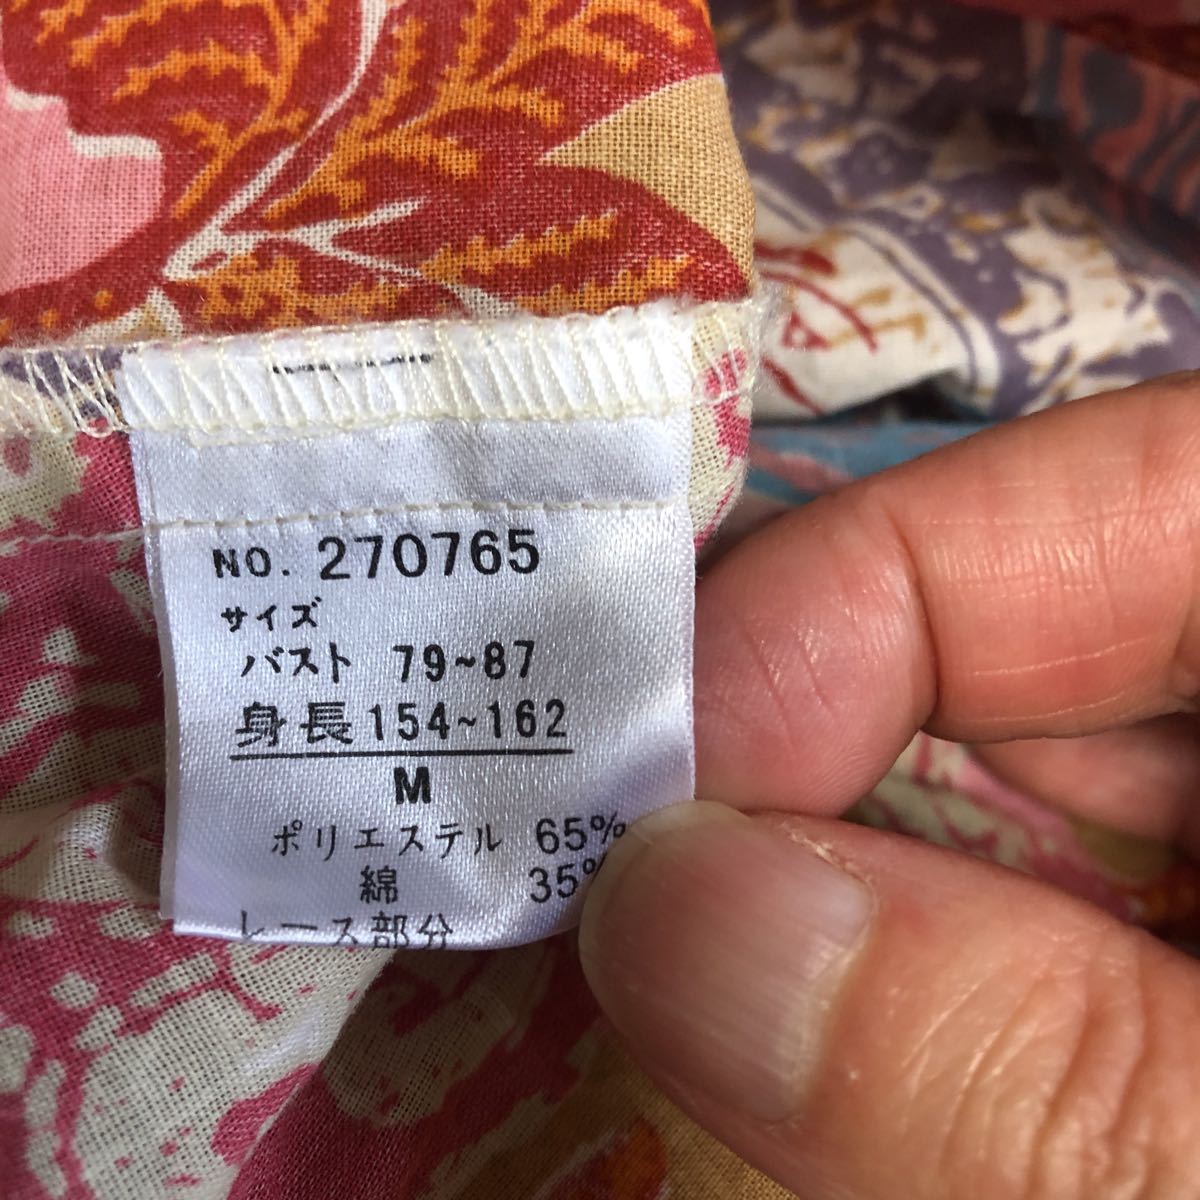 NO. 270765
サイズ
バスト 79~87
身長154~162
M
ポリエステル 65%
綿 35%
レース部分